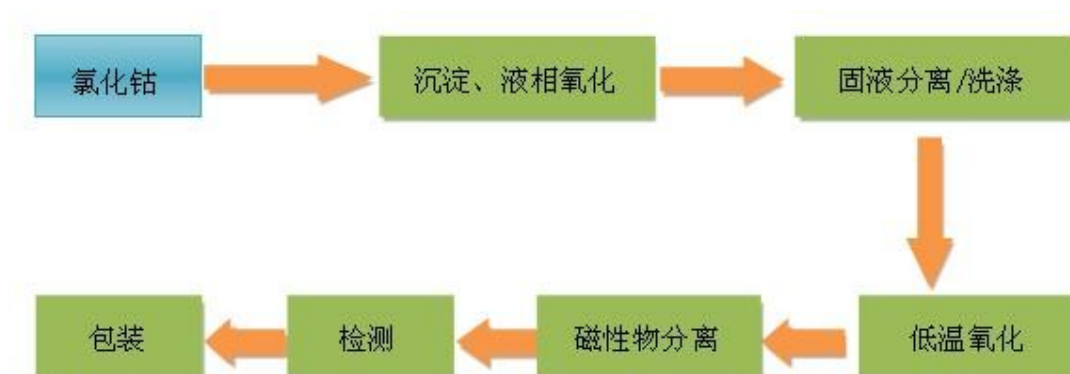 氯化钴
沉淀、液相氧化
固液分离/洗涤
低温氧化
磁性物分离
检测
包装